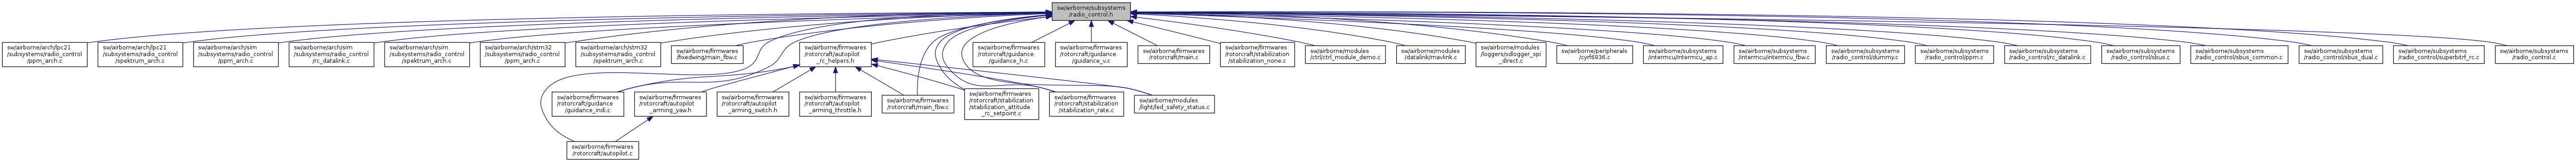 sw/airborne/subsystems
/radio_control.h
sw/airborne/arch/lpc21
/subsystems/radio_control
/ppm_arch.c
sw/airborne/arch/lpc21
/subsystems/radio_control
/spektrum_arch.c
sw/airborne/arch/sim
/subsystems/radio_control
/ppm_arch.c
sw/airborne/arch/sim
/subsystems/radio_control
/rc_datalink.c
sw/airborne/arch/sim
/subsystems/radio_control
/spektrum_arch.c
sw/airborne/arch/stm32
/subsystems/radio_control
/ppm_arch.c
sw/airborne/arch/stm32
/subsystems/radio_control
/spektrum_arch.c
sw/airborne/firmwares
/fixedwing/main_fbw.c
sw/airborne/firmwares
/rotorcraft/autopilot
_rc_helpers.h
sw/airborne/firmwares
/rotorcraft/guidance
/guidance_h.c
sw/airborne/firmwares
/rotorcraft/guidance
/guidance_v.c
sw/airborne/firmwares
/rotorcraft/main.c
sw/airborne/firmwares
/rotorcraft/stabilization
/stabilization_none.c
sw/airborne/modules
/ctrl/ctrl_module_demo.c
sw/airborne/modules
/datalink/mavlink.c
sw/airborne/modules
/loggers/sdlogger_spi
_direct.c
sw/airborne/peripherals
/cyrf6936.c
sw/airborne/subsystems
/intermcu/intermcu_ap.c
sw/airborne/subsystems
/intermcu/intermcu_fbw.c
sw/airborne/subsystems
/radio_control/dummy.c
sw/airborne/subsystems
/radio_control/ppm.c
sw/airborne/subsystems
/radio_control/rc_datalink.c
sw/airborne/subsystems
/radio_control/sbus.c
sw/airborne/subsystems
/radio_control/sbus_common.c
sw/airborne/subsystems
/radio_control/sbus_dual.c
sw/airborne/subsystems
/radio_control/superbitrf_rc.c
sw/airborne/subsystems
/radio_control.c
sw/airborne/firmwares
/rotorcraft/guidance
/guidance_indi.c
sw/airborne/firmwares
/rotorcraft/autopilot
_arming_yaw.h
sw/airborne/firmwares
/rotorcraft/autopilot
_arming_switch.h
sw/airborne/firmwares
/rotorcraft/autopilot
_arming_throttle.h
sw/airborne/firmwares
/rotorcraft/main_fbw.c
sw/airborne/firmwares
/rotorcraft/stabilization
/stabilization_attitude
_rc_setpoint.c
sw/airborne/firmwares
/rotorcraft/stabilization
/stabilization_rate.c
sw/airborne/modules
/light/led_safety_status.c
sw/airborne/firmwares
/rotorcraft/autopilot.c